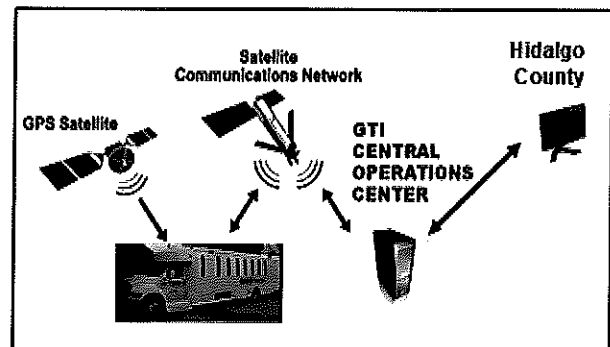 Satellite
Communications Network
Hidalgo
County
GPS Satellite
GTI
CENTRAL
OPERATIONS
CENTER